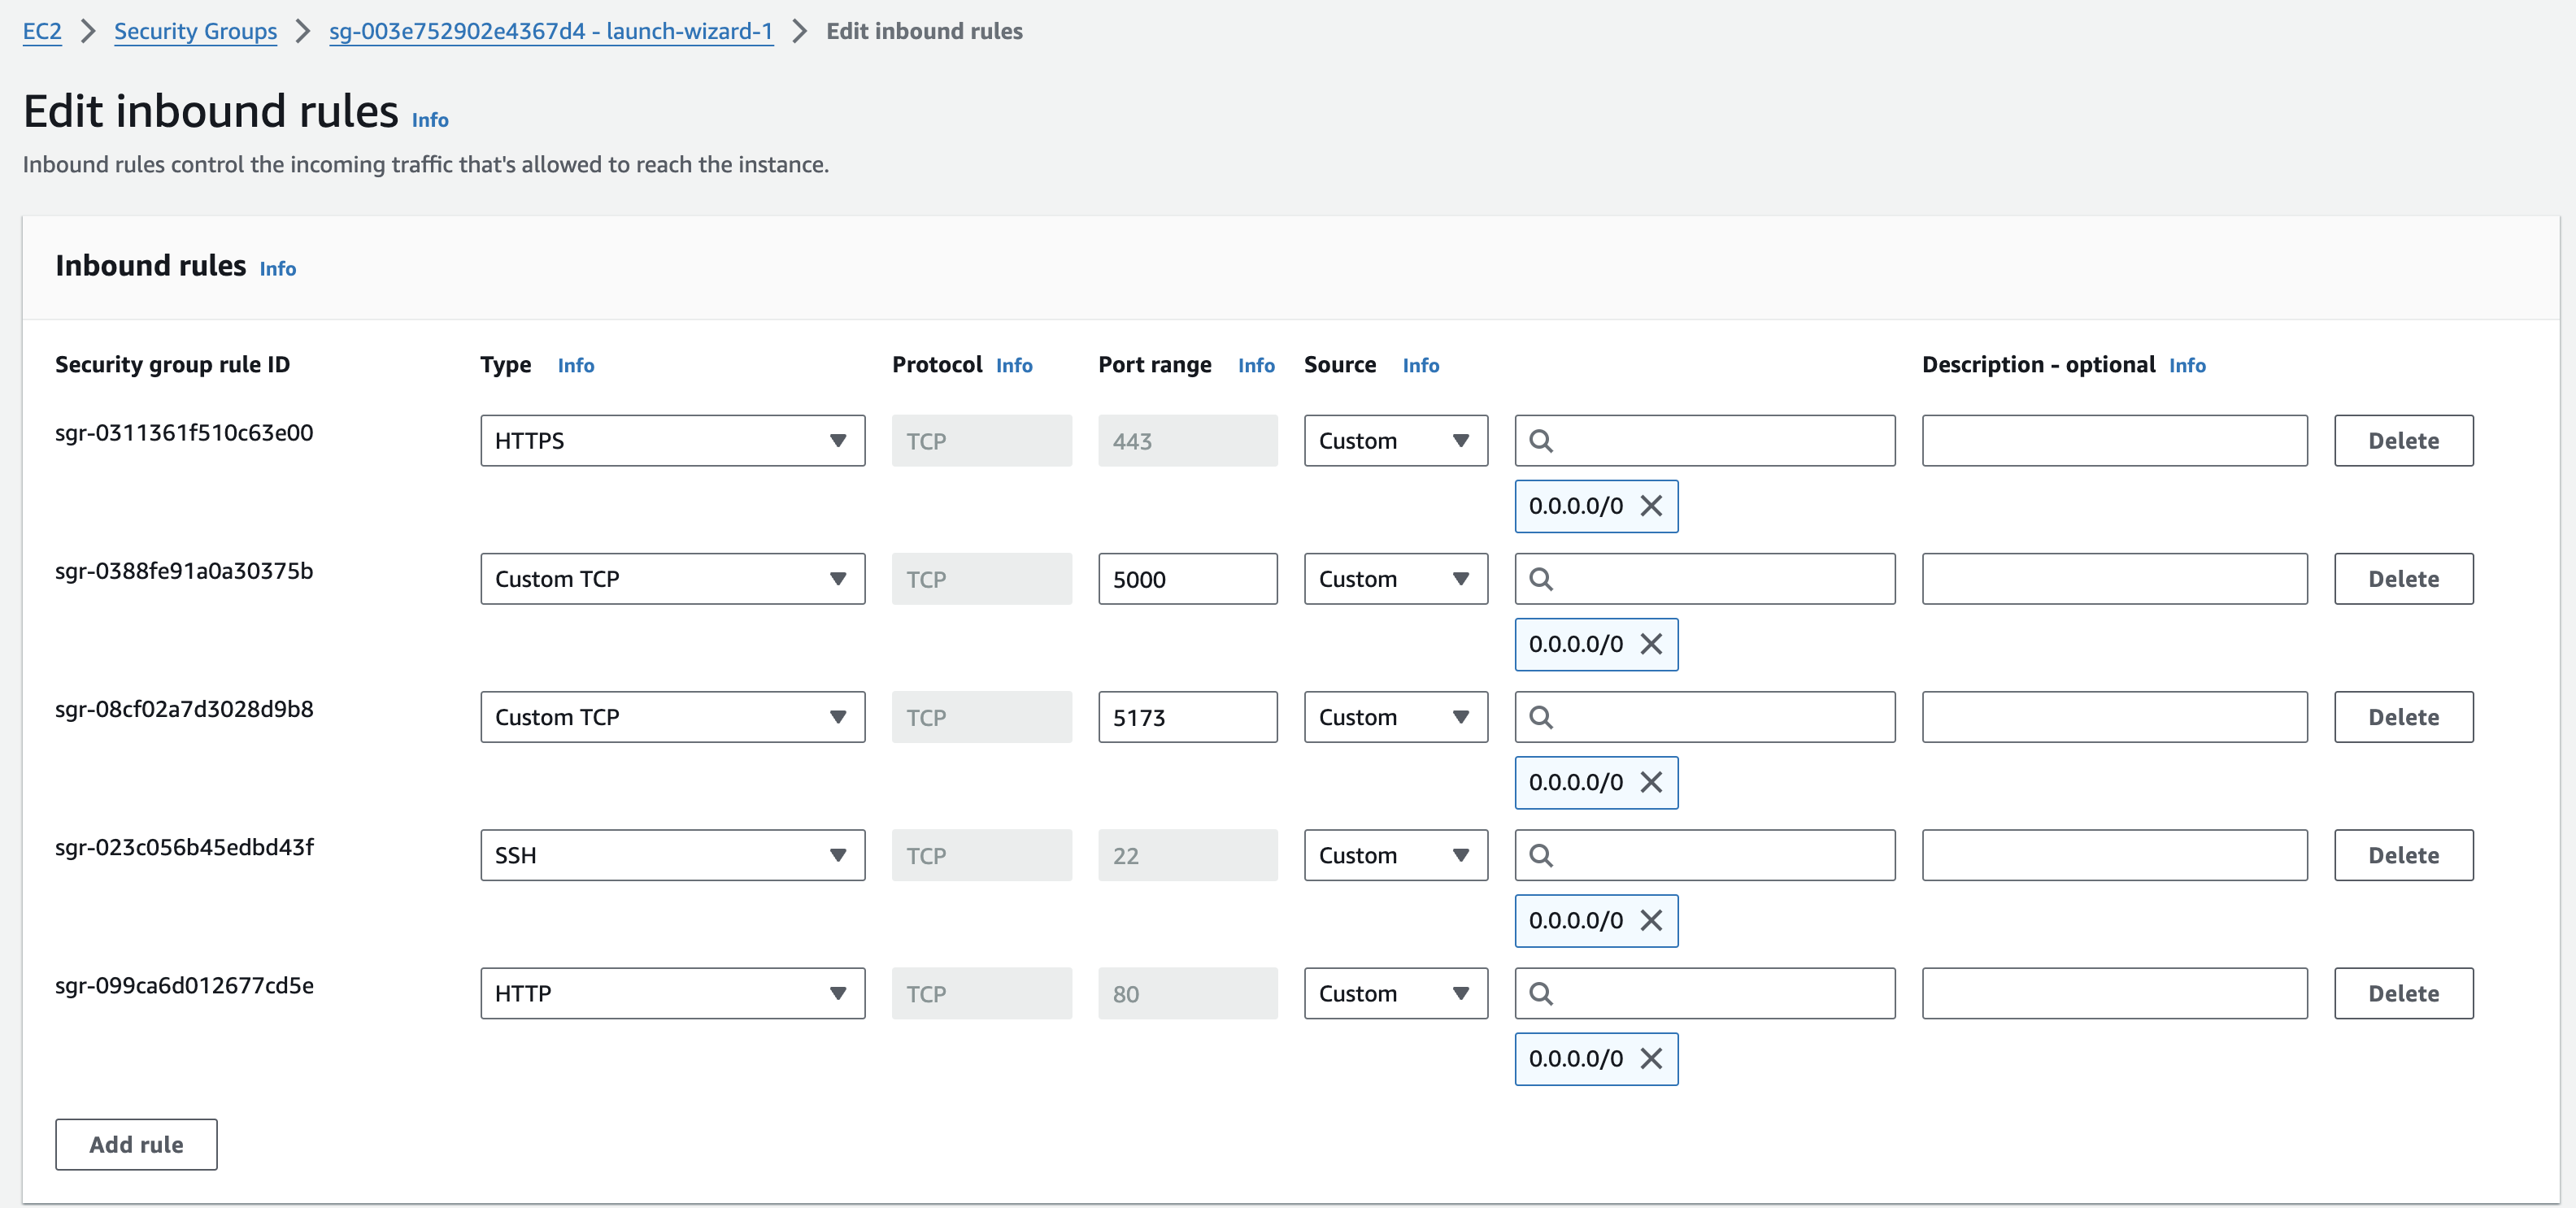 EC2 > Security Groups > sg-003e752902e4367d4 - launch-wizard-1 > Edit inbound rules
Edit inbound rules Info
Inbound rules control the incoming traffic that's allowed to reach the instance.
Inbound rules Info
Security group rule ID Type Info Protocol Info Port range Info Source Info Description - optional Info
sgr-0311361f510c63e00 HTTPS TCP 443 Custom Delete
0.0.0.0/0
sgr-0388fe91a0a30375b Custom TCP TCP 5000 Custom Delete
0.0.0.0/0
sgr-08cf02a7d3028d9b8 Custom TCP TCP 5173 Custom Delete
0.0.0.0/0
sgr-023c056b45edbd43f SSH TCP 22 Custom Delete
0.0.0.0/0
sgr-099ca6d012677cd5e HTTP TCP 80 Custom Delete
0.0.0.0/0
Add rule